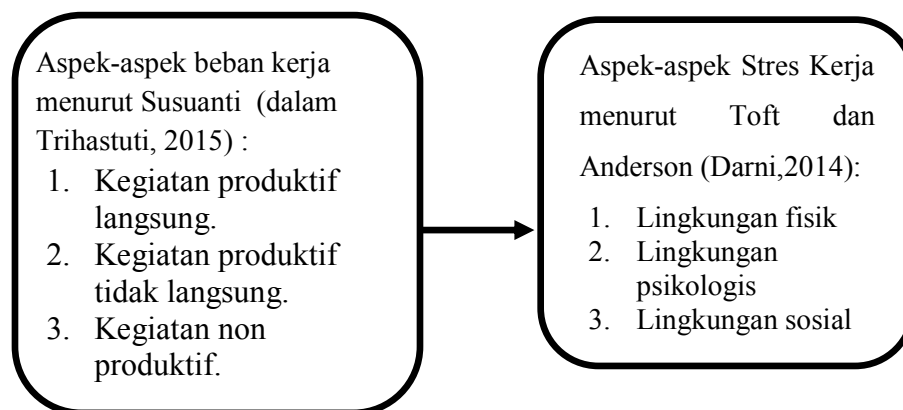 Aspek-aspek beban kerja
menurut Susuanti (dalam
Trihastuti, 2015) :
1. Kegiatan produktif
langsung.
2. Kegiatan produktif
tidak langsung.
3. Kegiatan non
produktif.
Aspek-aspek Stres Kerja
menurut Toft dan
Anderson (Darni,2014):
1. Lingkungan fisik
2. Lingkungan
psikologis
3. Lingkungan sosial